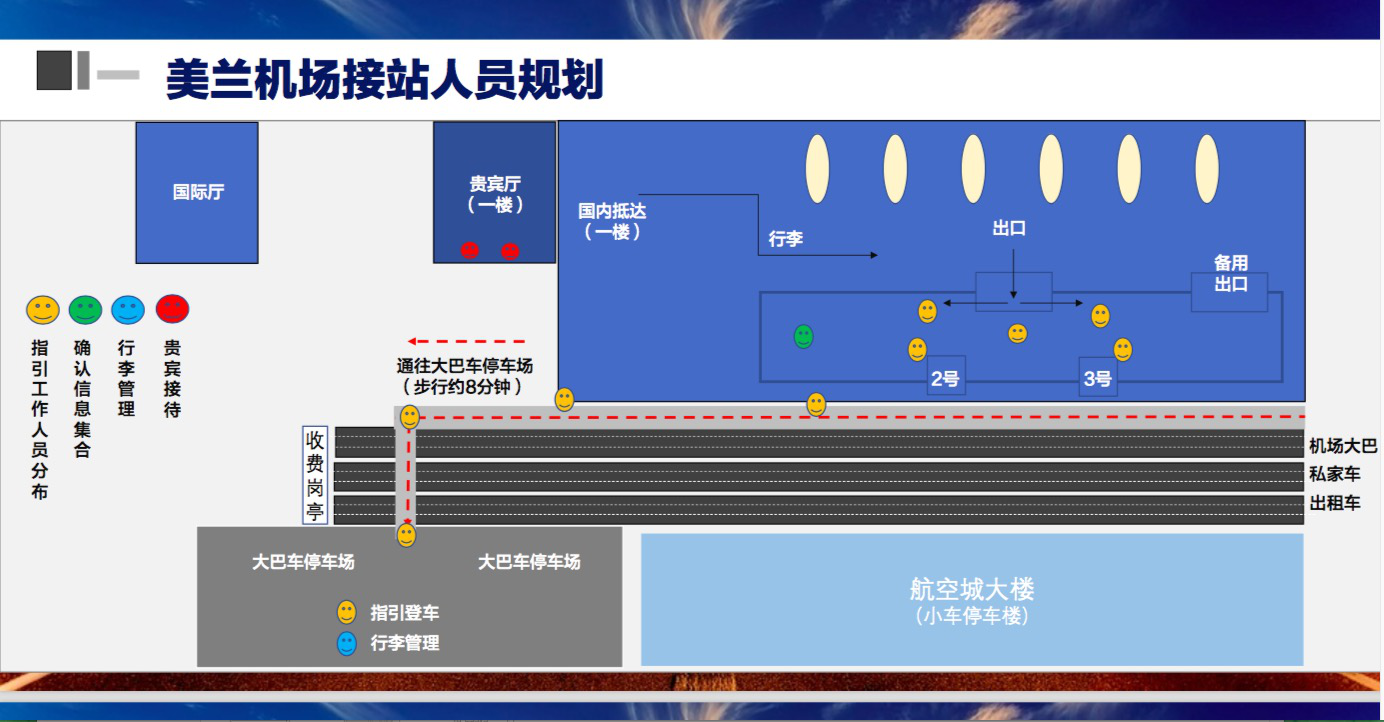 美兰机场接站人员规划
国际厅
贵宾厅
（一楼）
国内抵达
（一楼）
行李
出口
备用
出口
指引工作人员分布
确认信息集合
行李管理
贵宾接待
通往大巴车停车场
（步行约8分钟）
2号
3号
收费岗亭
机场大巴
私家车
出租车
大巴车停车场
大巴车停车场
指引登车
行李管理
航空城大楼
（小车停车楼）